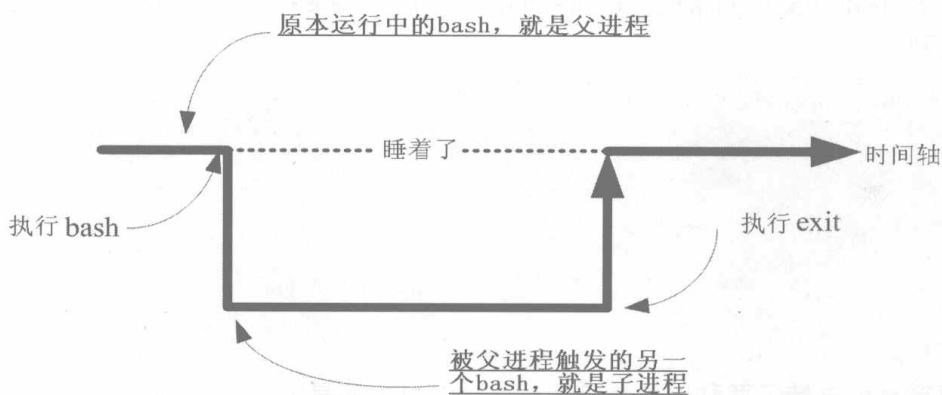 原本运行中的bash，就是父进程
睡着了
时间轴
执行 bash
执行 exit
被父进程触发的另一
个bash，就是子进程